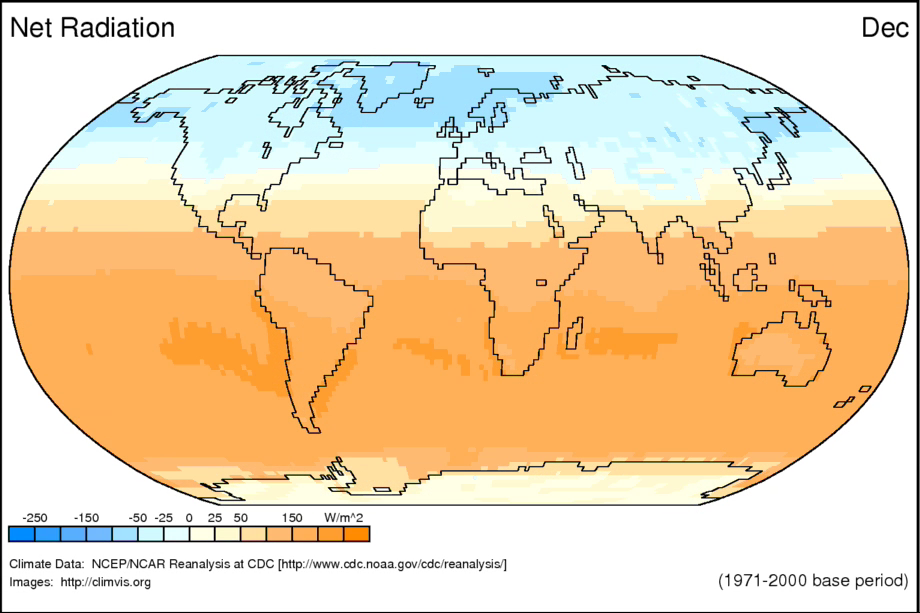 Net Radiation
Dec
-250 -150 -50 -25 0 25 50 150 W/m^2
Climate Data: NCEP/NCAR Reanalysis at CDC [http://www.cdc.noaa.gov/cdc/reanalysis/]
Images: http://climvis.org
(1971-2000 base period)